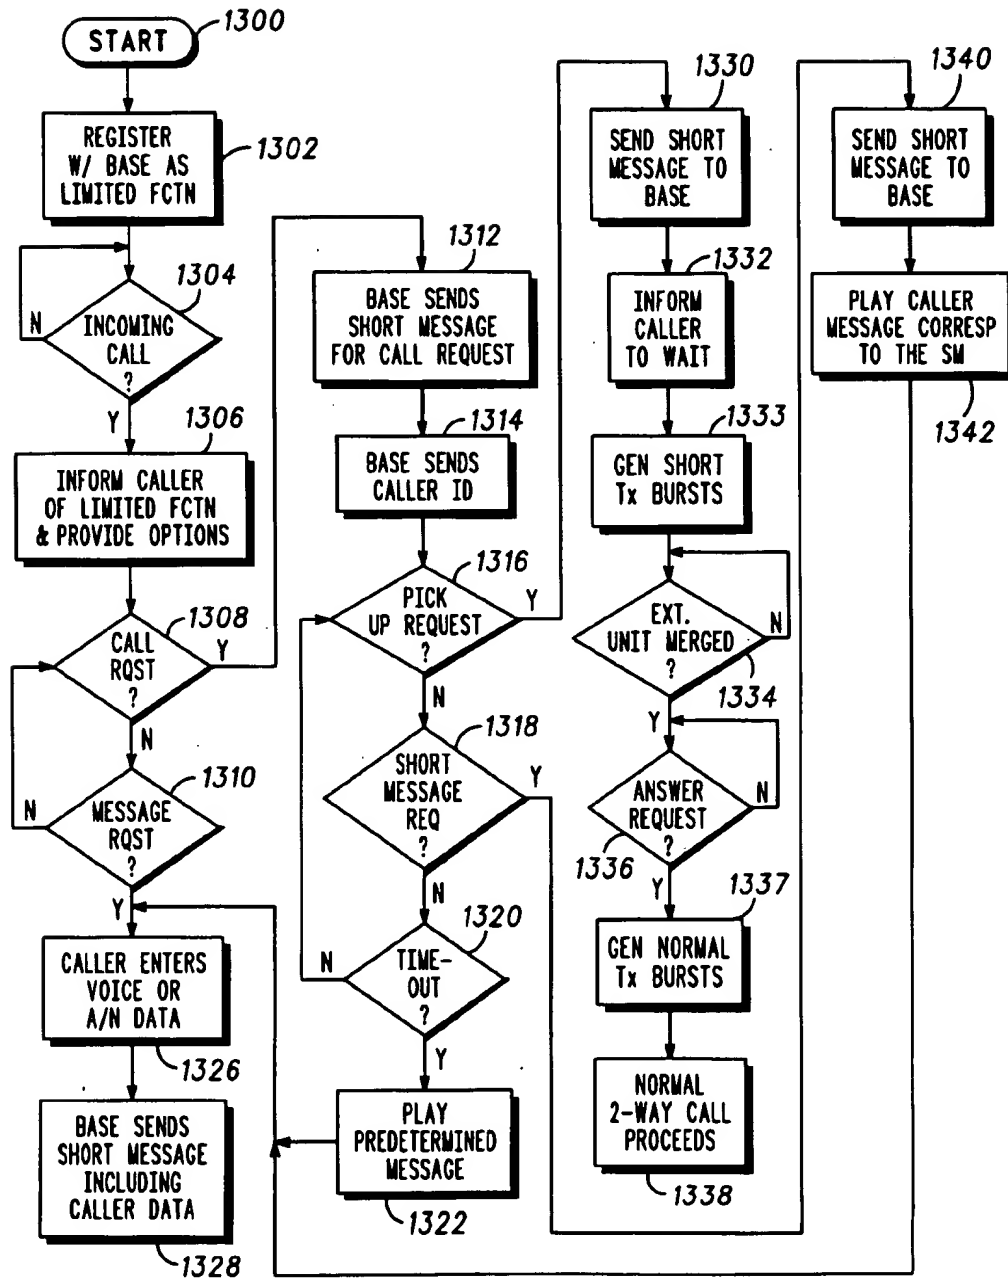 START
1300
REGISTER
W/ BASE AS
LIMITED FCTN
1302
1304
N
INCOMING
CALL
?
Y
1306
INFORM CALLER
OF LIMITED FCTN
& PROVIDE OPTIONS
1308
CALL
RQST
?
Y
N
1310
N
MESSAGE
RQST
?
Y
CALLER ENTERS
VOICE OR
A/N DATA
1326
BASE SENDS
SHORT MESSAGE
INCLUDING
CALLER DATA
1328
1312
BASE SENDS
SHORT MESSAGE
FOR CALL REQUEST
1314
BASE SENDS
CALLER ID
1316
PICK
UP REQUEST
?
Y
N
1318
SHORT
MESSAGE
REQ
?
Y
N
1320
N
TIME-
OUT
?
Y
PLAY
PREDETERMINED
MESSAGE
1322
1330
SEND SHORT
MESSAGE TO
BASE
1332
INFORM
CALLER
TO WAIT
1333
GEN SHORT
Tx BURSTS
EXT.
UNIT MERGED
?
N
1334
Y
ANSWER
REQUEST
?
N
1336
Y
1337
GEN NORMAL
Tx BURSTS
NORMAL
2-WAY CALL
PROCEEDS
1338
1340
SEND SHORT
MESSAGE TO
BASE
PLAY CALLER
MESSAGE CORRESP
TO THE SM
1342